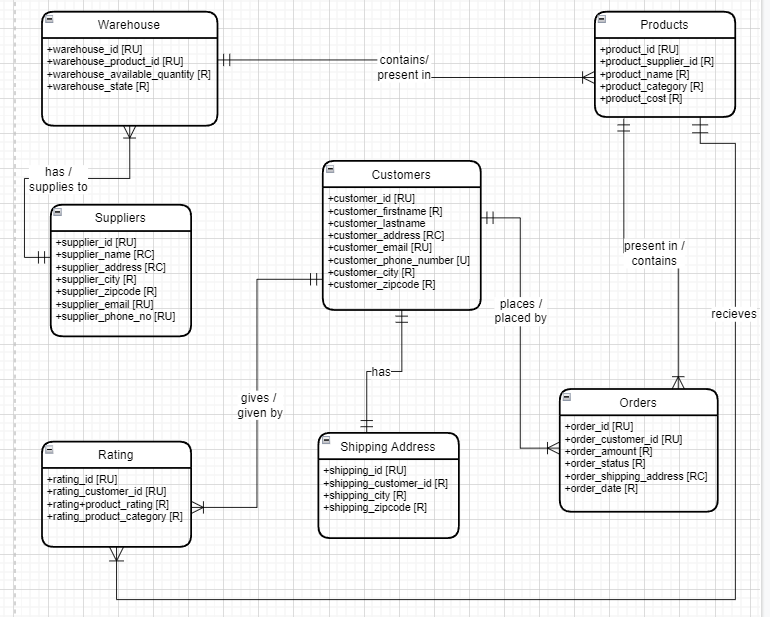 Warehouse
+warehouse_id [RU]
+warehouse_product_id [RU]
+warehouse_available_quantity [R]
+warehouse_state [R]
contains/
present in
Products
+product_id [RU]
+product_supplier_id [R]
+product_name [R]
+product_category [R]
+product_cost [R]
has /
supplies to
Suppliers
+supplier_id [RU]
+supplier_name [RC]
+supplier_address [RC]
+supplier_city [R]
+supplier_zipcode [R]
+supplier_email [RU]
+supplier_phone_no [RU]
Customers
+customer_id [RU]
+customer_firstname [R]
+customer_lastname
+customer_address [RC]
+customer_email [RU]
+customer_phone_number [U]
+customer_city [R]
+customer_zipcode [R]
present in /
contains
places /
placed by
recieves
has
gives /
given by
Orders
+order_id [RU]
+order_customer_id [RU]
+order_amount [R]
+order_status [R]
+order_shipping_address [RC]
+order_date [R]
Rating
+rating_id [RU]
+rating_customer_id [RU]
+rating+product_rating [R]
+rating_product_category [R]
Shipping Address
+shipping_id [RU]
+shipping_customer_id [R]
+shipping_city [R]
+shipping_zipcode [R]